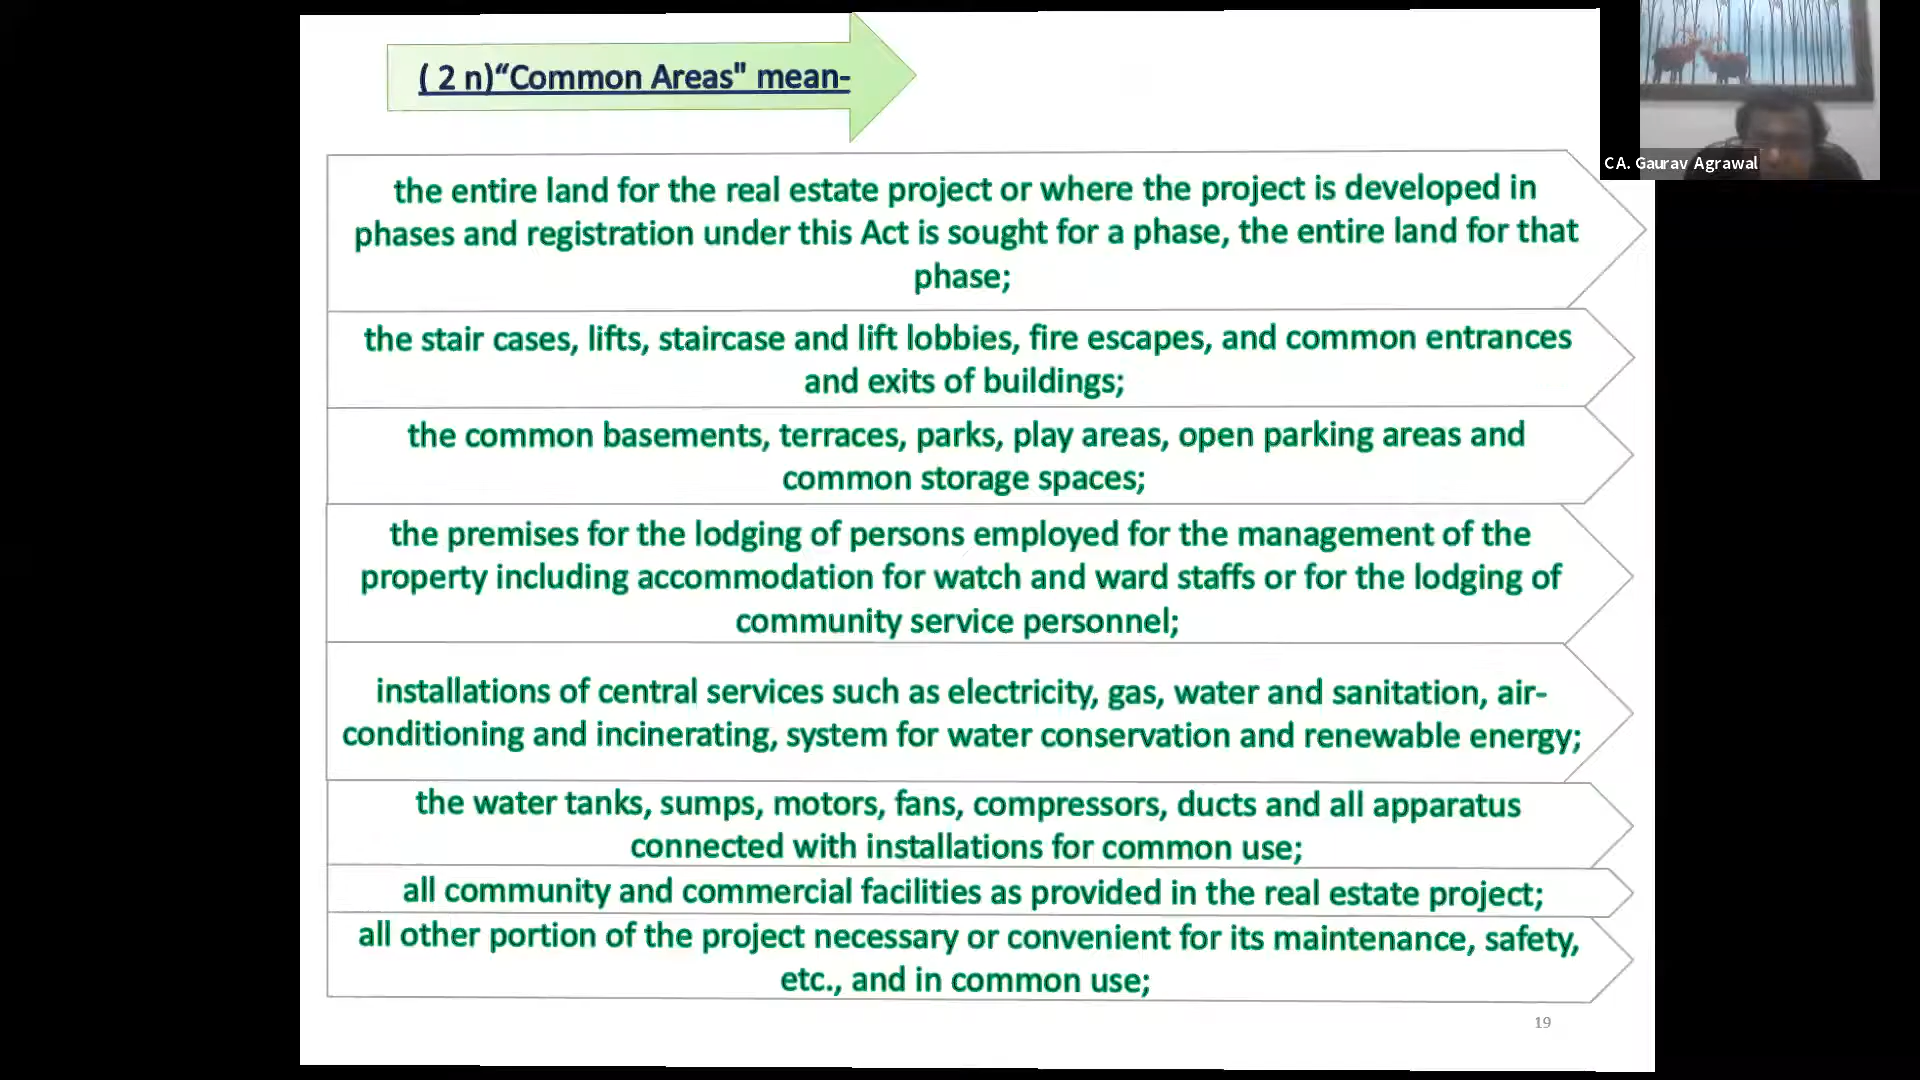 ( 2 n)“Common Areas" mean-
C A. Gaurav Agrawal
the entire land for the real estate project or where the project is developed in
phases and registration under this Act is sought for a phase, the entire land for that
phase;
the stair cases, lifts, staircase and lift lobbies, fire escapes, and common entrances
and exits of buildings;
the common basements, terraces, parks, play areas, open parking areas and
common storage spaces;
the premises for the lodging of persons employed for the management of the
property including accommodation for watch and ward staffs or for the lodging of
community service personnel;
installations of central services such as electricity, gas, water and sanitation, air-
conditioning and incinerating, system for water conservation and renewable energy;
the water tanks, sumps, motors, fans, compressors, ducts and all apparatus
connected with installations for common use;
all community and commercial facilities as provided in the real estate project;
all other portion of the project necessary or convenient for its maintenance, safety,
etc., and in common use;
19